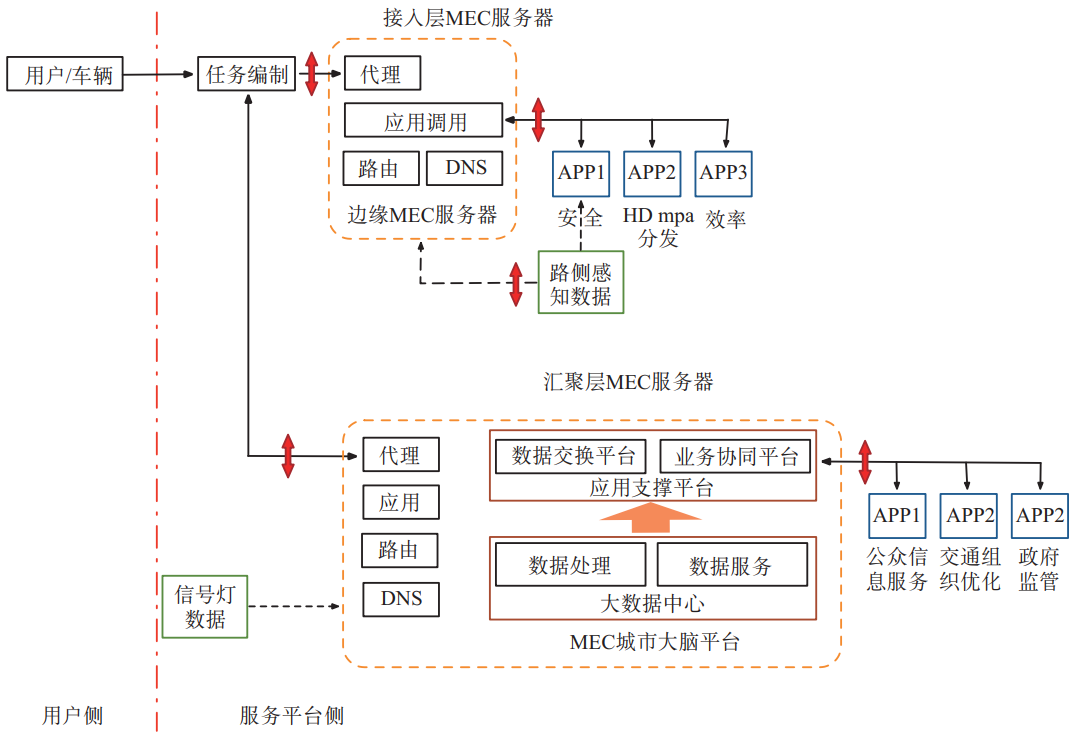 接入层MEC服务器
用户/车辆
任务编制
代理
应用调用
路由
DNS
边缘MEC服务器
APP1
APP2
APP3
安全
HD mpa
分发
效率
路侧感
知数据
汇聚层MEC服务器
代理
应用
路由
DNS
数据交换平台
业务协同平台
应用支撑平台
数据处理
数据服务
大数据中心
MEC城市大脑平台
APP1
APP2
APP2
公众信
息服务
交通组
织优化
政府
监管
信号灯
数据
用户侧
服务平台侧